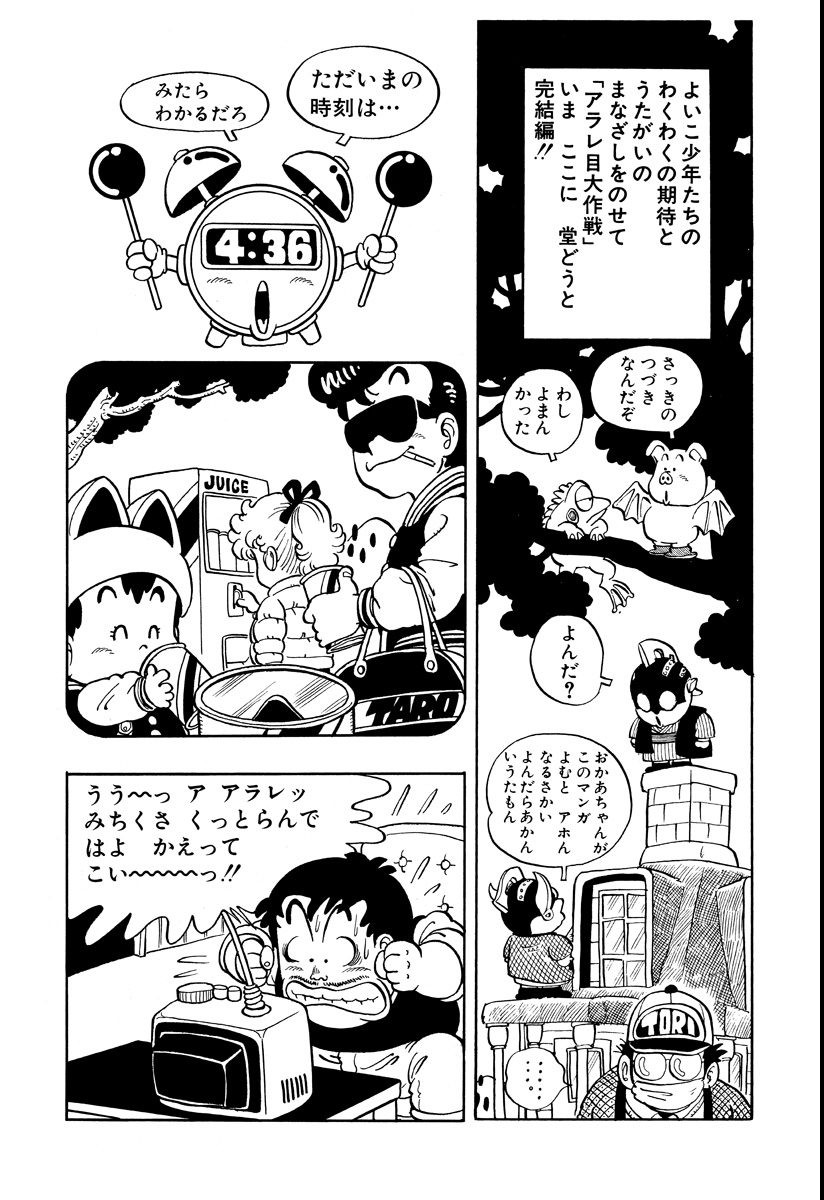 よいこ少年たちの
わくわくの期待と
うたがいの
まなざしをのせて
「アラレ目大作戦」
いま ここに 堂どうと
完結編!!
さっきの
つづき
なんだぞ
わし
よまん
かった
よんだ?
おかあちゃんが
このマンガ
よむと アホん
なるさかい
よんだらあかん
いうたもん
TORI
……
ただいまの
時刻は…
みたら
わかるだろ
4:36
JUICE
TARO
うう〜っ ア アラレッ
みちくさ くっとらんで
はよ かえって
こい〜〜〜〜っ!!